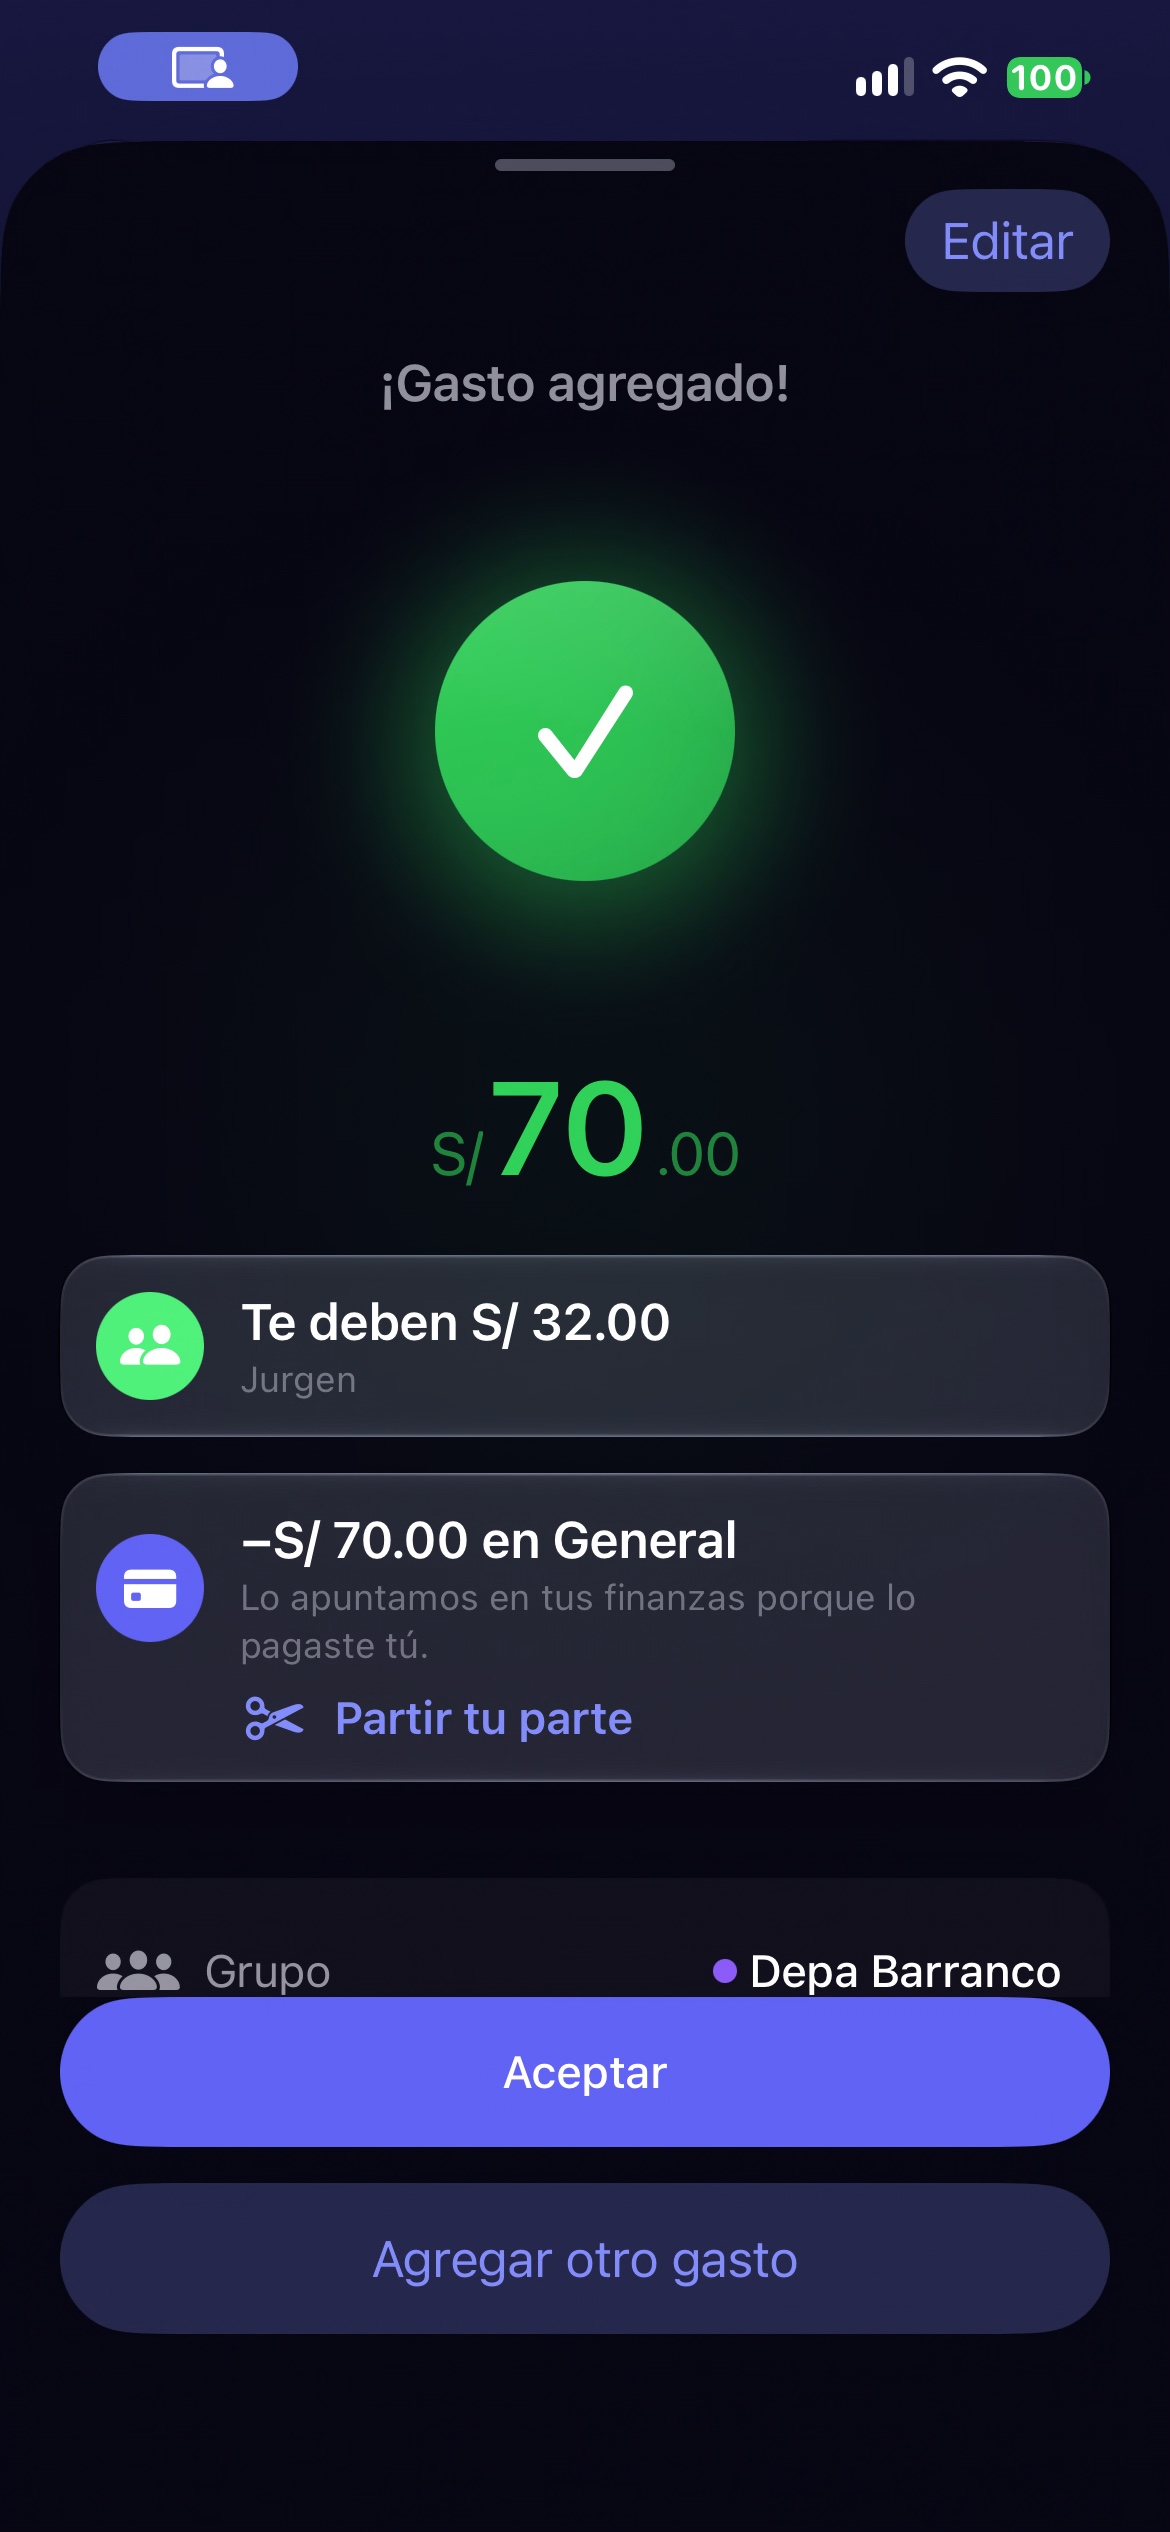 100
Editar
¡Gasto agregado!
S/70.00
Te deben S/ 32.00
Jurgen
–S/ 70.00 en General
Lo apuntamos en tus finanzas porque lo
pagaste tú.
Partir tu parte
Grupo Depa Barranco
Aceptar
Agregar otro gasto